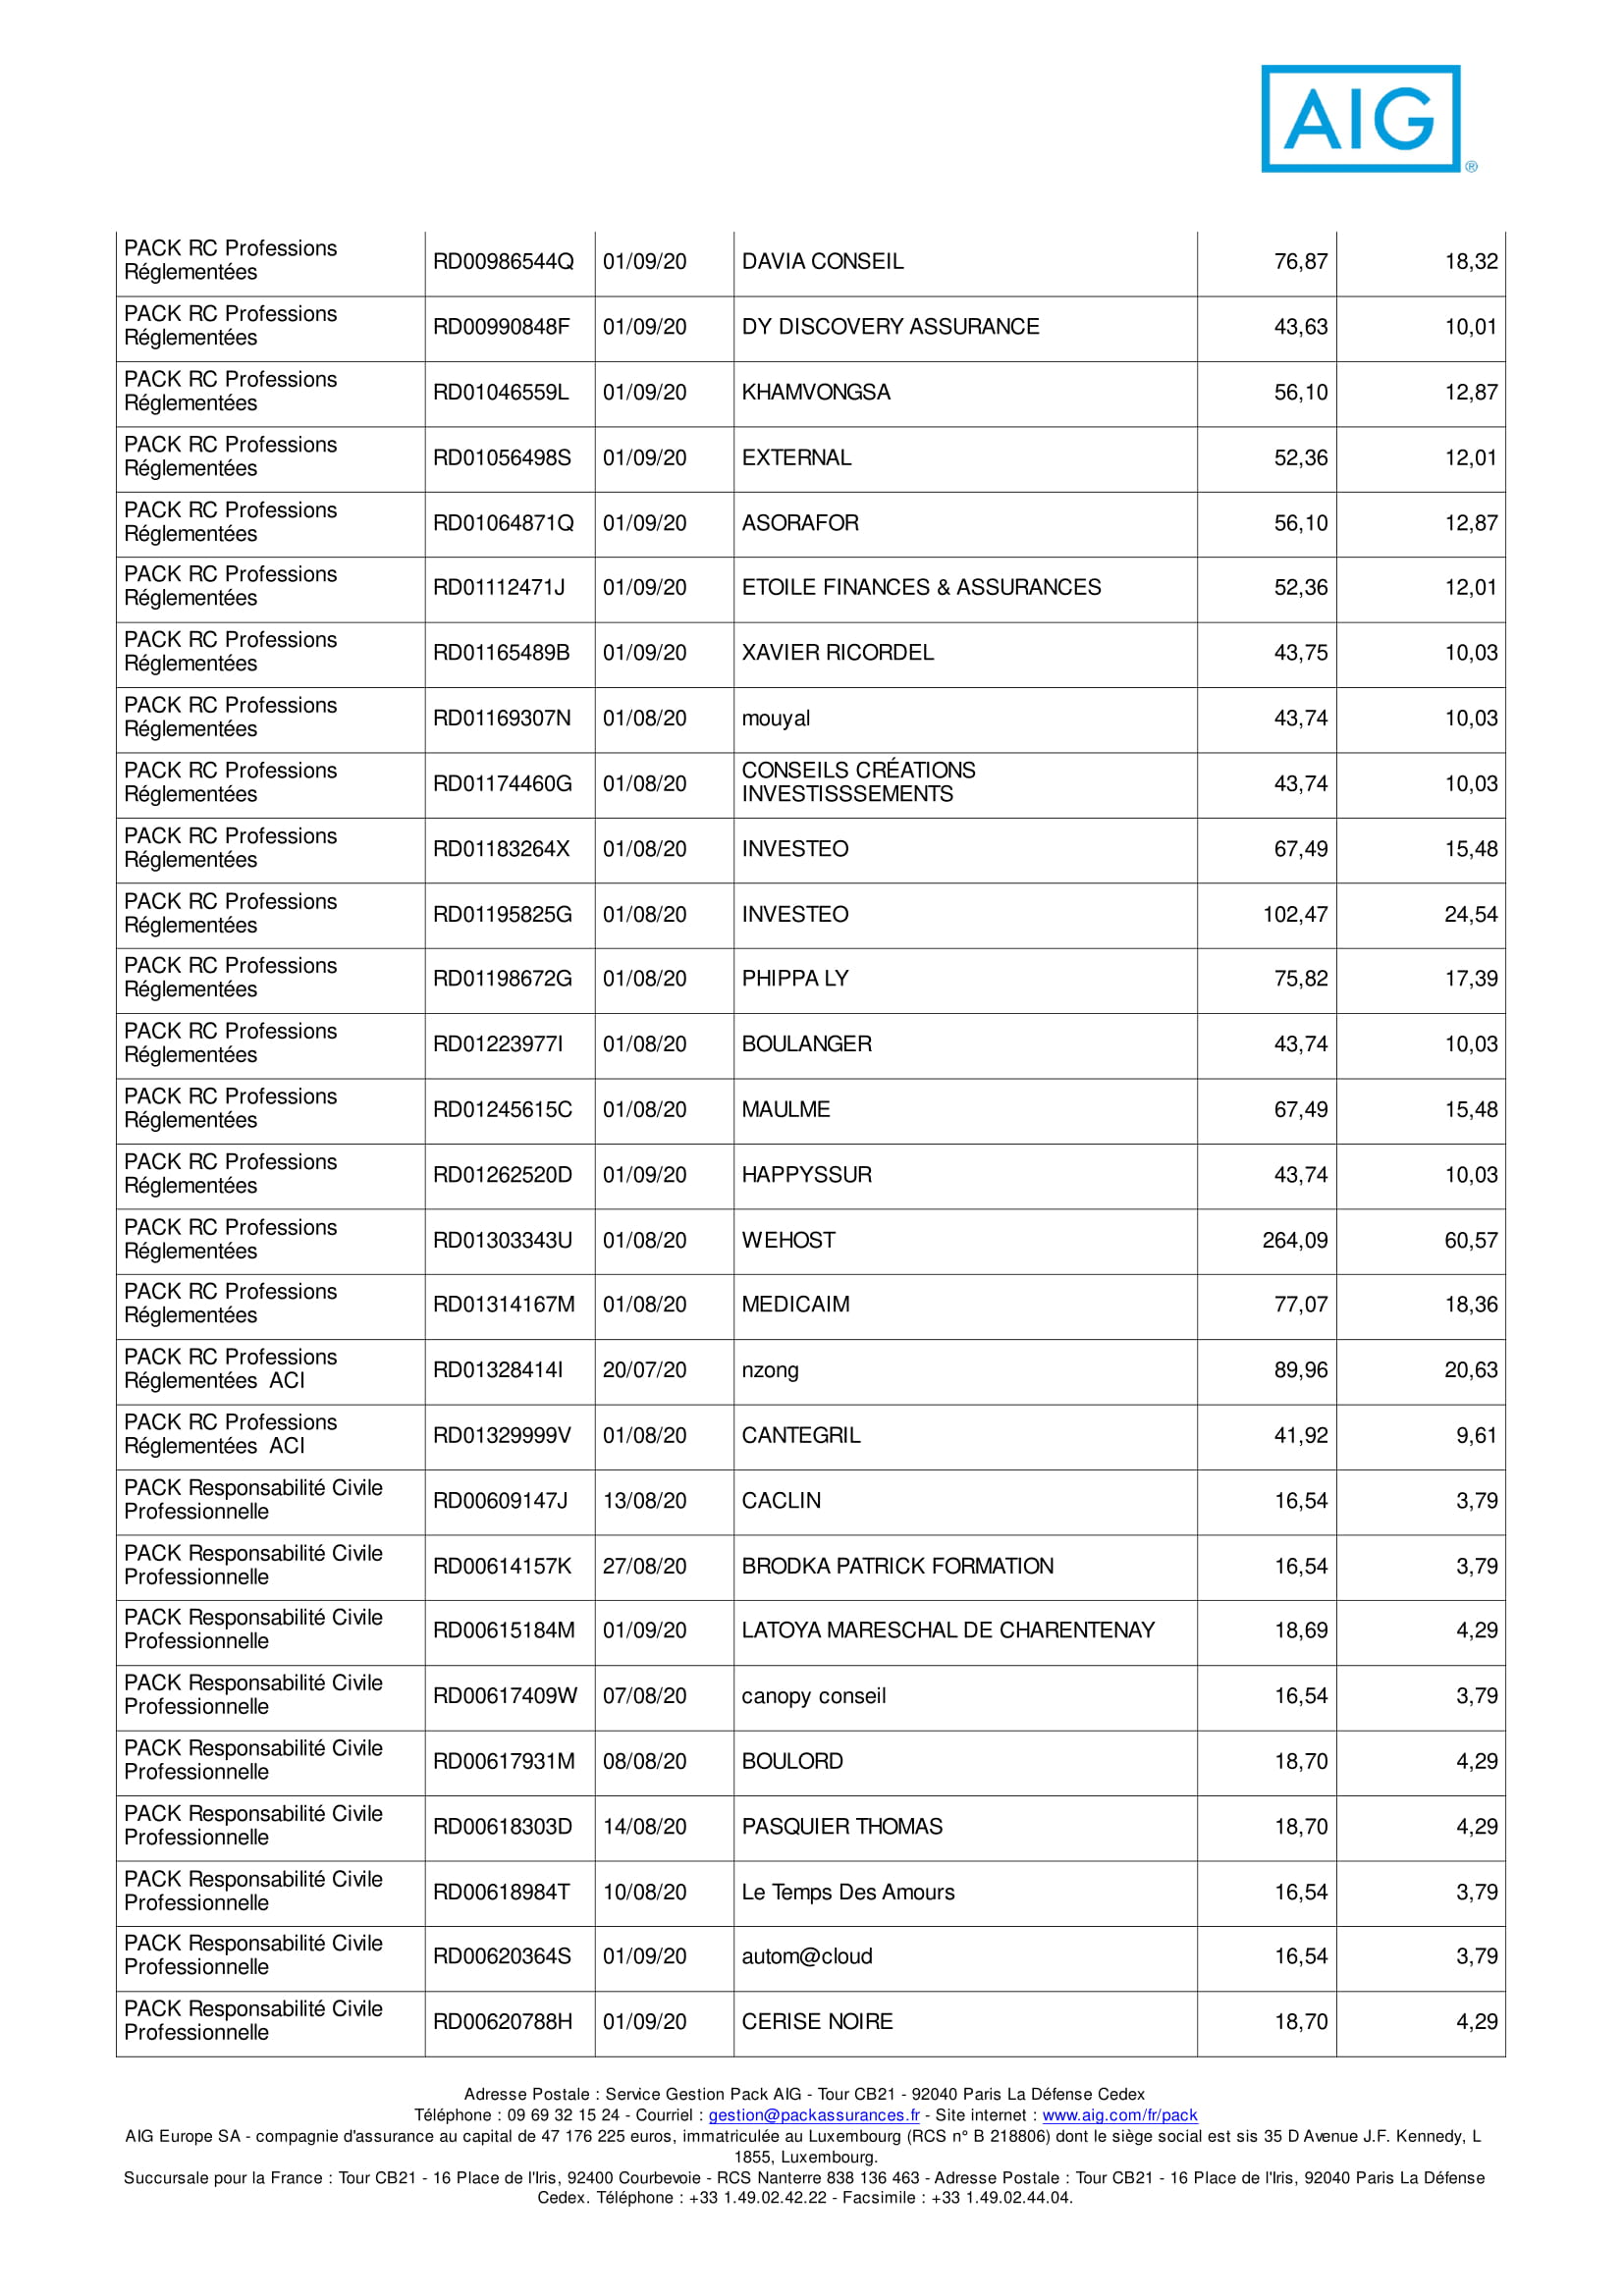 AIG
®
PACK RC Professions
Réglementées RD00986544Q 01/09/20 DAVIA CONSEIL 76,87 18,32
PACK RC Professions
Réglementées RD00990848F 01/09/20 DY DISCOVERY ASSURANCE 43,63 10,01
PACK RC Professions
Réglementées RD01046559L 01/09/20 KHAMVONGSA 56,10 12,87
PACK RC Professions
Réglementées RD01056498S 01/09/20 EXTERNAL 52,36 12,01
PACK RC Professions
Réglementées RD01064871Q 01/09/20 ASORAFOR 56,10 12,87
PACK RC Professions
Réglementées RD01112471J 01/09/20 ETOILE FINANCES & ASSURANCES 52,36 12,01
PACK RC Professions
Réglementées RD01165489B 01/09/20 XAVIER RICORDEL 43,75 10,03
PACK RC Professions
Réglementées RD01169307N 01/08/20 mouyal 43,74 10,03
PACK RC Professions
Réglementées RD01174460G 01/08/20 CONSEILS CRÉATIONS
INVESTISSSEMENTS 43,74 10,03
PACK RC Professions
Réglementées RD01183264X 01/08/20 INVESTEO 67,49 15,48
PACK RC Professions
Réglementées RD01195825G 01/08/20 INVESTEO 102,47 24,54
PACK RC Professions
Réglementées RD01198672G 01/08/20 PHIPPA LY 75,82 17,39
PACK RC Professions
Réglementées RD01223977I 01/08/20 BOULANGER 43,74 10,03
PACK RC Professions
Réglementées RD01245615C 01/08/20 MAULME 67,49 15,48
PACK RC Professions
Réglementées RD01262520D 01/09/20 HAPPYSSUR 43,74 10,03
PACK RC Professions
Réglementées RD01303343U 01/08/20 WEHOST 264,09 60,57
PACK RC Professions
Réglementées RD01314167M 01/08/20 MEDICAIM 77,07 18,36
PACK RC Professions
Réglementées ACI RD01328414I 20/07/20 nzong 89,96 20,63
PACK RC Professions
Réglementées ACI RD01329999V 01/08/20 CANTEGRIL 41,92 9,61
PACK Responsabilité Civile
Professionnelle RD00609147J 13/08/20 CACLIN 16,54 3,79
PACK Responsabilité Civile
Professionnelle RD00614157K 27/08/20 BRODKA PATRICK FORMATION 16,54 3,79
PACK Responsabilité Civile
Professionnelle RD00615184M 01/09/20 LATOYA MARESCHAL DE CHARENTENAY 18,69 4,29
PACK Responsabilité Civile
Professionnelle RD00617409W 07/08/20 canopy conseil 16,54 3,79
PACK Responsabilité Civile
Professionnelle RD00617931M 08/08/20 BOULORD 18,70 4,29
PACK Responsabilité Civile
Professionnelle RD00618303D 14/08/20 PASQUIER THOMAS 18,70 4,29
PACK Responsabilité Civile
Professionnelle RD00618984T 10/08/20 Le Temps Des Amours 16,54 3,79
PACK Responsabilité Civile
Professionnelle RD00620364S 01/09/20 autom@cloud 16,54 3,79
PACK Responsabilité Civile
Professionnelle RD00620788H 01/09/20 CERISE NOIRE 18,70 4,29
Adresse Postale : Service Gestion Pack AIG - Tour CB21 - 92040 Paris La Défense Cedex
Téléphone : 09 69 32 15 24 - Courriel : gestion@packassurances.fr - Site internet : www.aig.com/fr/pack
AIG Europe SA - compagnie d'assurance au capital de 47 176 225 euros, immatriculée au Luxembourg (RCS n° B 218806) dont le siège social est sis 35 D Avenue J.F. Kennedy, L
1855, Luxembourg.
Succursale pour la France : Tour CB21 - 16 Place de l'Iris, 92400 Courbevoie - RCS Nanterre 838 136 463 - Adresse Postale : Tour CB21 - 16 Place de l'Iris, 92040 Paris La Défense
Cedex. Téléphone : +33 1.49.02.42.22 - Facsimile : +33 1.49.02.44.04.